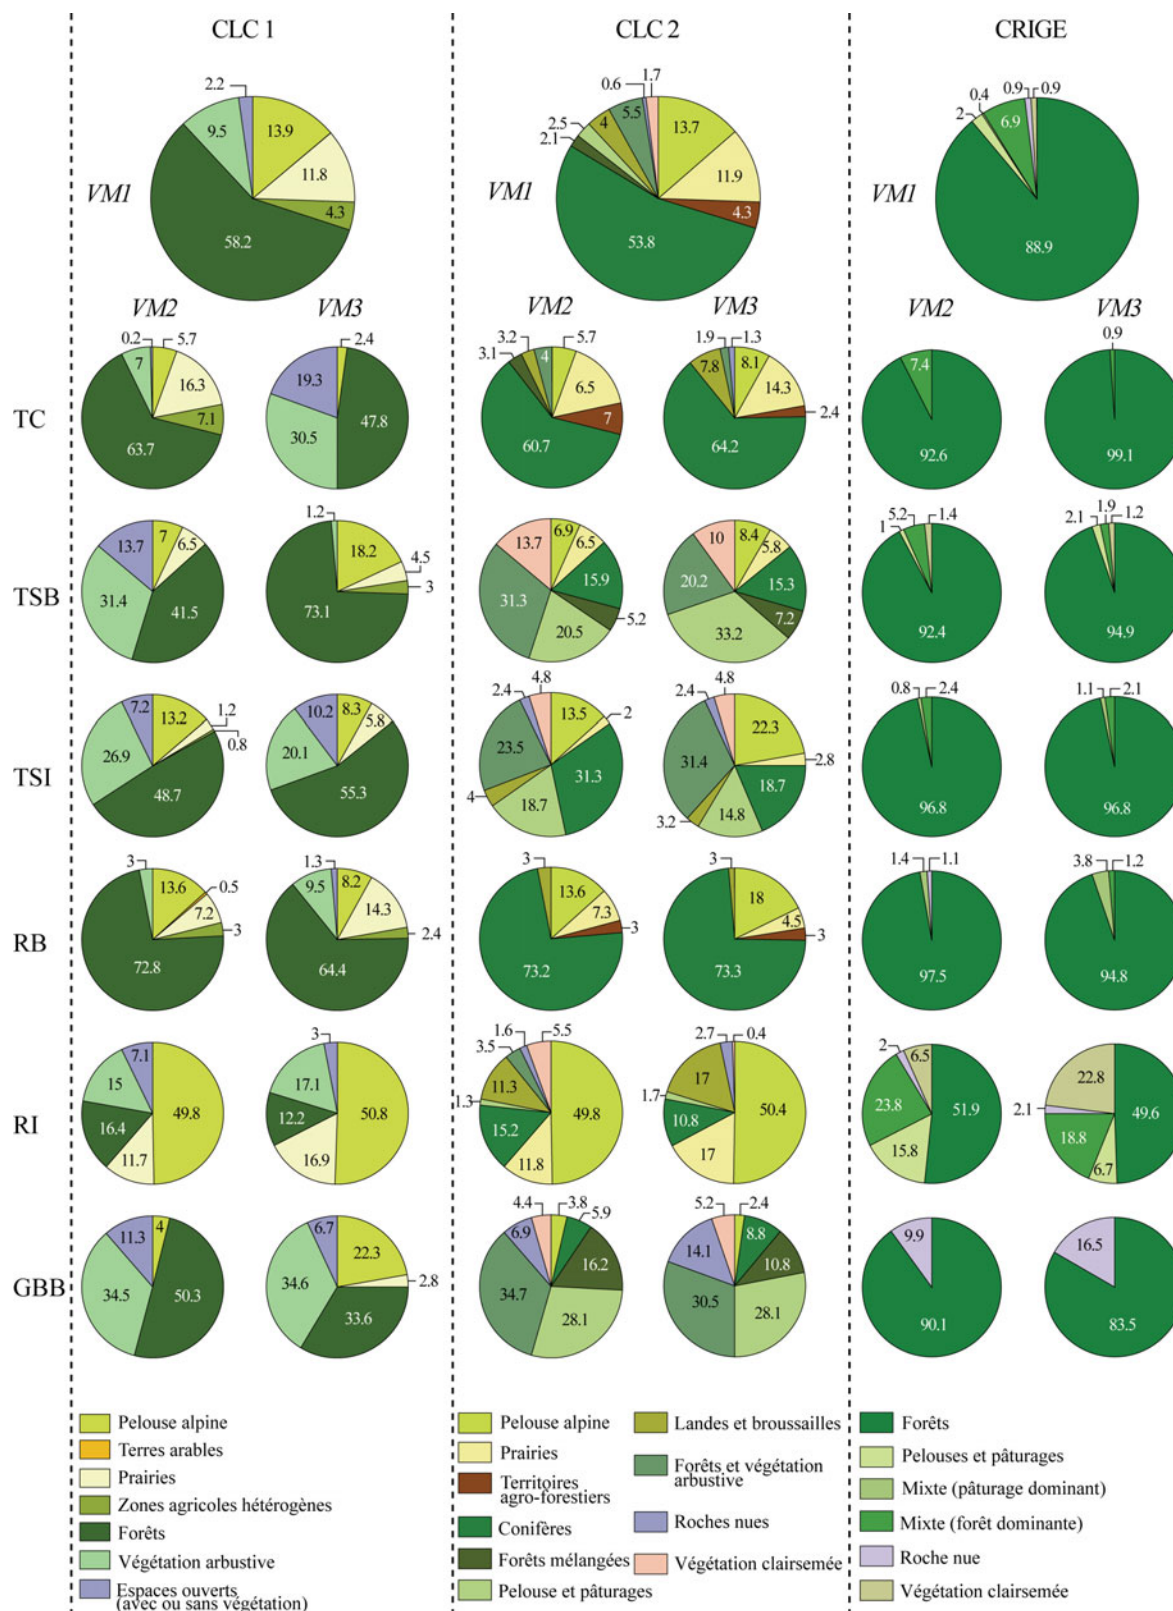 CLC 1 CLC 2 CRIGE
VM1 2.2 13.9 11.8 4.3 58.2 9.5
VM1 0.6 1.7 13.7 11.9 4.3 53.8 2.1 2.5 4 5.5
VM1 2 0.4 6.9 0.9 0.9 88.9
VM2 VM3 VM2 VM3 VM2 VM3
TC
0.2 5.7 16.3 7.1 63.7 7
2.4 47.8 30.5 19.3
3.1 3.2 4 5.7 6.5 7 60.7
7.8 1.9 1.3 8.1 14.3 2.4 64.2
7.4 92.6
0.9 99.1
TSB
13.7 7 6.5 41.5 31.4
1.2 18.2 4.5 3 73.1
13.7 6.9 6.5 15.9 5.2 20.5 31.3
10 8.4 5.8 15.3 7.2 33.2 20.2
1 5.2 1.4 92.4
2.1 1.9 1.2 94.9
TSI
7.2 13.2 1.2 0.8 48.7 26.9
10.2 8.3 5.8 55.3 20.1
2.4 4.8 13.5 2 31.3 18.7 4 23.5
2.4 4.8 22.3 2.8 18.7 14.8 3.2 31.4
0.8 2.4 96.8
1.1 2.1 96.8
RB
3 13.6 0.5 7.2 3 72.8
1.3 8.2 14.3 2.4 64.4 9.5
3 13.6 7.3 3 73.2
3 18 4.5 3 73.3
1.4 1.1 97.5
3.8 1.2 94.8
RI
7.1 49.8 11.7 16.4 15
3 50.8 16.9 12.2 17.1
1.6 5.5 49.8 11.8 15.2 1.3 11.3 3.5
2.7 0.4 50.4 17 10.8 1.7 17
2 6.5 51.9 15.8 23.8
22.8 49.6 6.7 18.8 2.1
GBB
11.3 4 50.3 34.5
6.7 22.3 2.8 33.6 34.6
4.4 3.8 5.9 16.2 28.1 34.7 6.9
5.2 2.4 8.8 10.8 28.1 30.5 14.1
9.9 90.1
16.5 83.5
Pelouse alpine
Terres arables
Prairies
Zones agricoles hétérogènes
Forêts
Végétation arbustive
Espaces ouverts
(avec ou sans végétation)
Pelouse alpine
Prairies
Territoires
agro-forestiers
Conifères
Forêts mélangées
Pelouse et pâturages
Landes et broussailles
Forêts et végétation
arbustive
Roches nues
Végétation clairsemée
Forêts
Pelouses et pâturages
Mixte (pâturage dominant)
Mixte (forêt dominante)
Roche nue
Végétation clairsemée